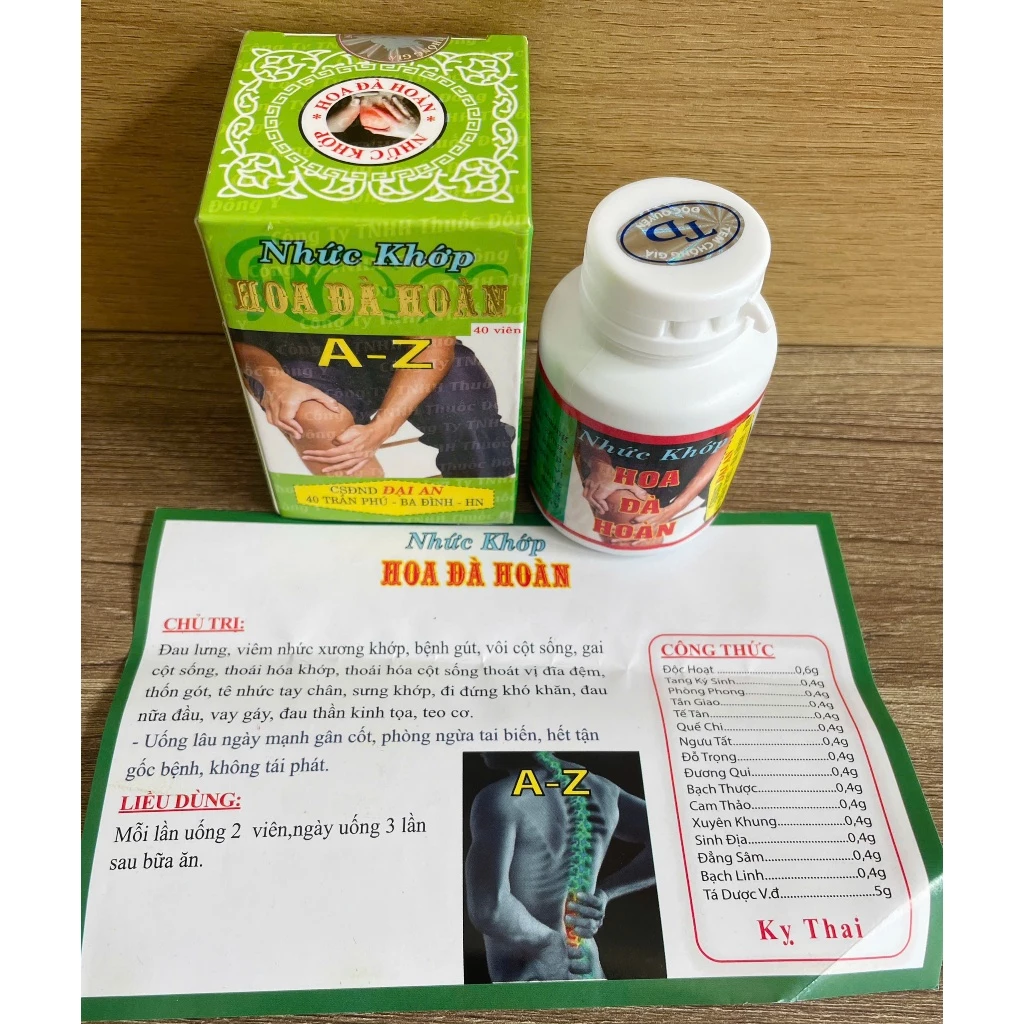 * HOA ĐÀ HOÀN *
NHỨC KHỚP
Nhức Khớp
HOA ĐÀ HOÀN
40 viên
A-Z
CSĐND ĐẠI AN
40 TRẦN PHÚ - BA ĐÌNH - HN
TEM CHỐNG GIẢ
TD
ĐỘC QUYỀN
Nhức Khớp
HOA
ĐÀ
HOÀN
Nhức Khớp
HOA ĐÀ HOÀN
CHỦ TRỊ:
Đau lưng, viêm nhức xương khớp, bệnh gút, vôi cột sống, gai
cột sống, thoái hóa khớp, thoái hóa cột sống thoát vị đĩa đệm,
thốn gót, tê nhức tay chân, sưng khớp, đi đứng khó khăn, đau
nữa đầu, vay gáy, đau thần kinh tọa, teo cơ.
- Uống lâu ngày mạnh gân cốt, phòng ngừa tai biến, hết tận
gốc bệnh, không tái phát.
LIỀU DÙNG:
Mỗi lần uống 2 viên,ngày uống 3 lần
sau bữa ăn.
A-Z
CÔNG THỨC
Độc Hoạt ..........................0,6g
Tang Ký Sinh......................0,4g
Phòng Phong.....................0,4g
Tần Giao............................0,4g
Tế Tân................................0,4g
Quế Chi.............................0,4g
Ngưu Tất...........................0,4g
Đỗ Trọng...........................0,4g
Đương Qui.........................0,4g
Bạch Thược.......................0,4g
Cam Thảo..........................0,4g
Xuyên Khung....................0,4g
Sinh Địa.............................0,4g
Đẳng Sâm..........................0,4g
Bạch Linh..........................0,4g
Tá Dược V.đ............................5g
Kỵ Thai